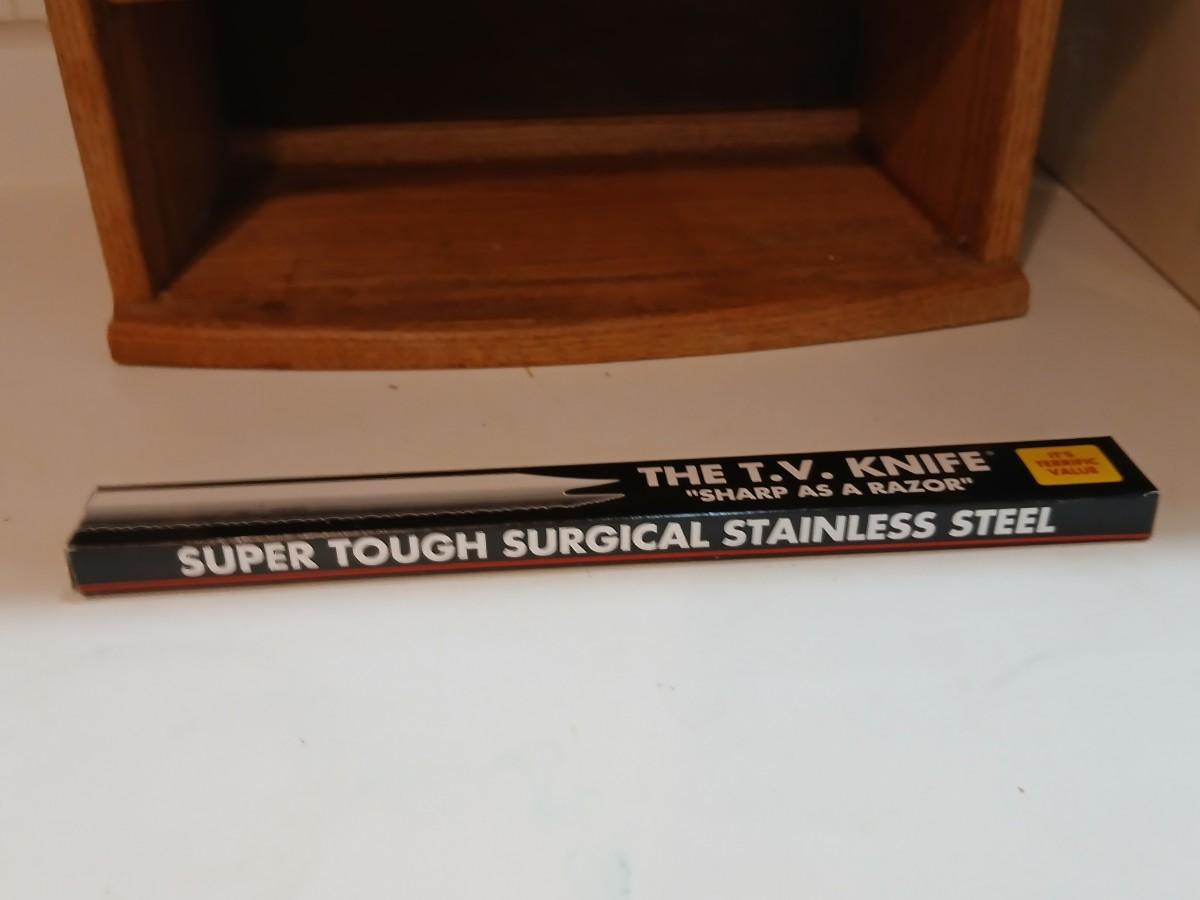 THE T.V. KNIFE®
"SHARP AS A RAZOR"
IT'S
TERRIFIC
VALUE
SUPER TOUGH SURGICAL STAINLESS STEEL